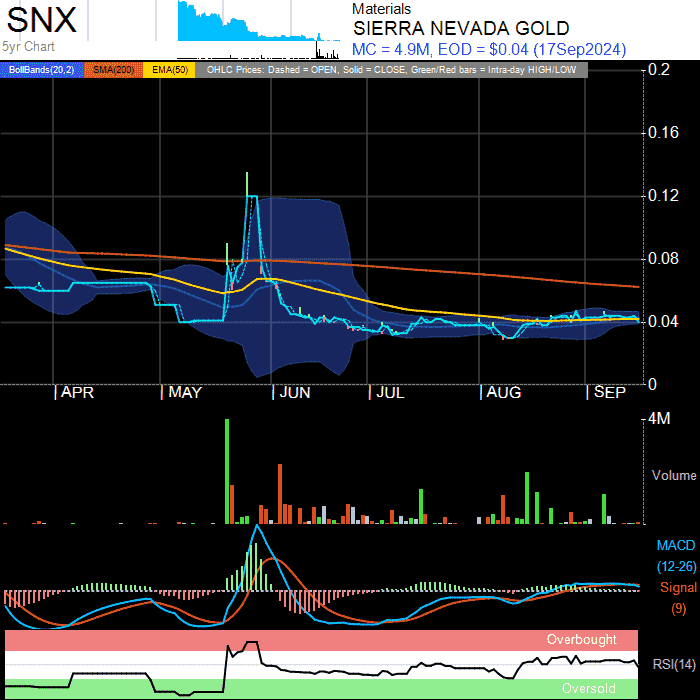 SNX
5yr Chart
Materials
SIERRA NEVADA GOLD
MC = 4.9M, EOD = $0.04 (17Sep2024)
BollBands(20,2) SMA(200) EMA(50) OHLC Prices: Dashed = OPEN, Solid = CLOSE, Green/Red bars = Intra-day HIGH/LOW
0.2
0.16
0.12
0.08
0.04
0
APR MAY JUN JUL AUG SEP
4M
Volume
MACD
(12-26)
Signal
(9)
Overbought
RSI(14)
Oversold